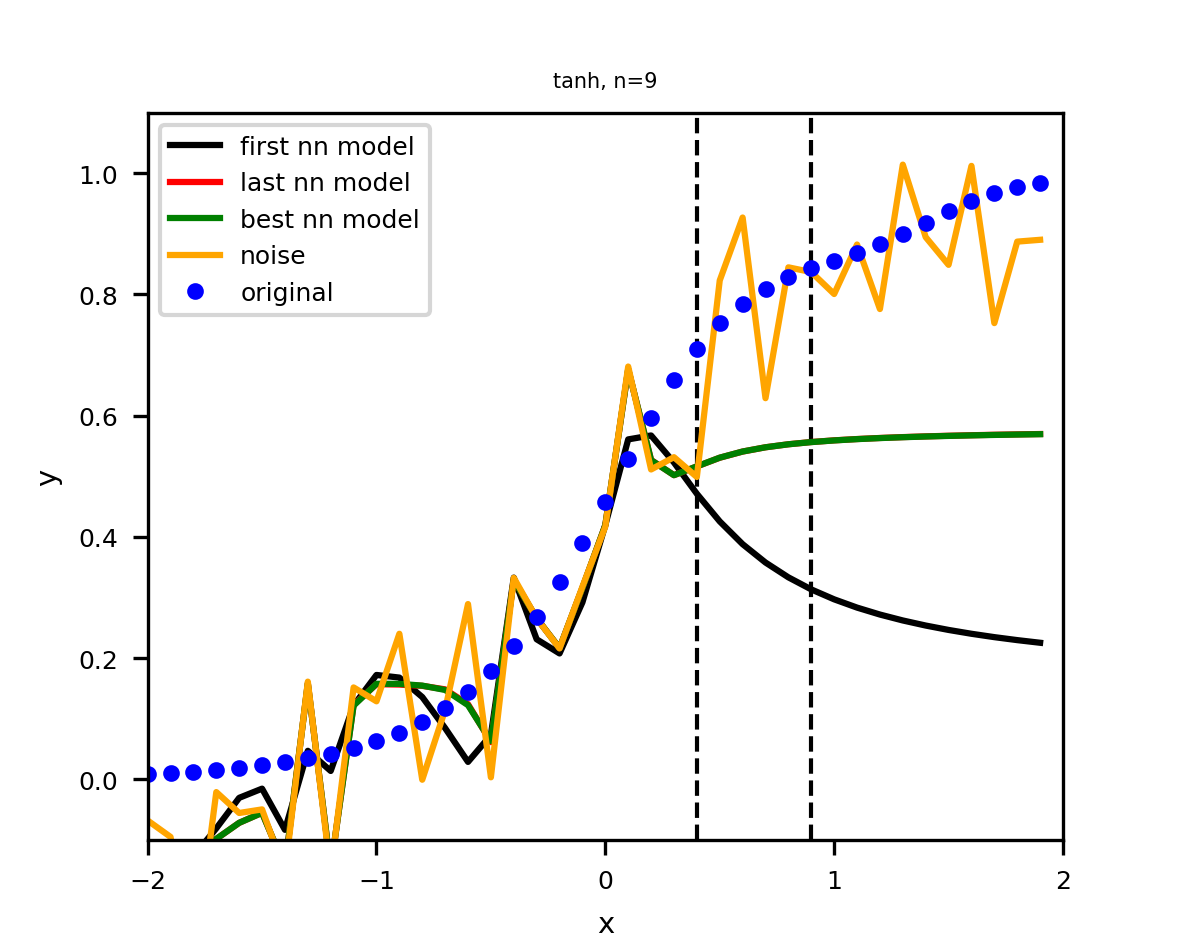 tanh, n=9
first nn model
last nn model
best nn model
noise
original
y
1.0
0.8
0.6
0.4
0.2
0.0
−2
−1
0
1
2
x